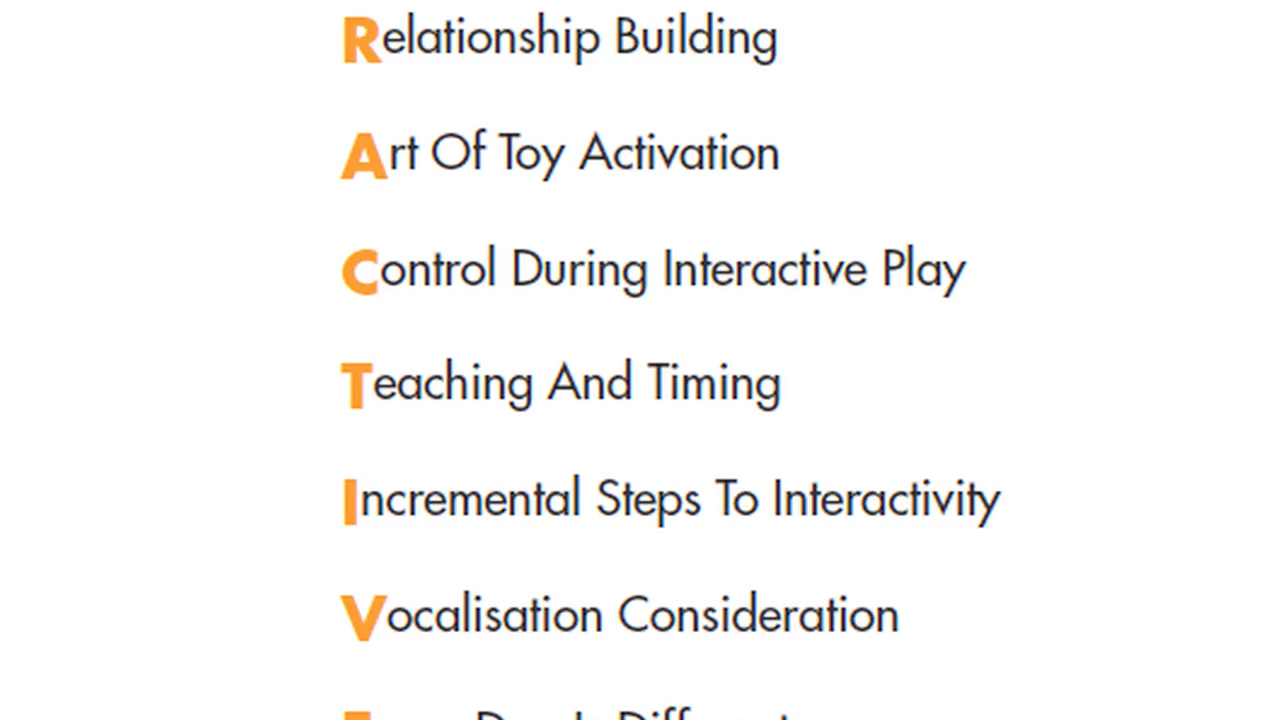 Relationship Building
Art Of Toy Activation
Control During Interactive Play
Teaching And Timing
Incremental Steps To Interactivity
Vocalisation Consideration